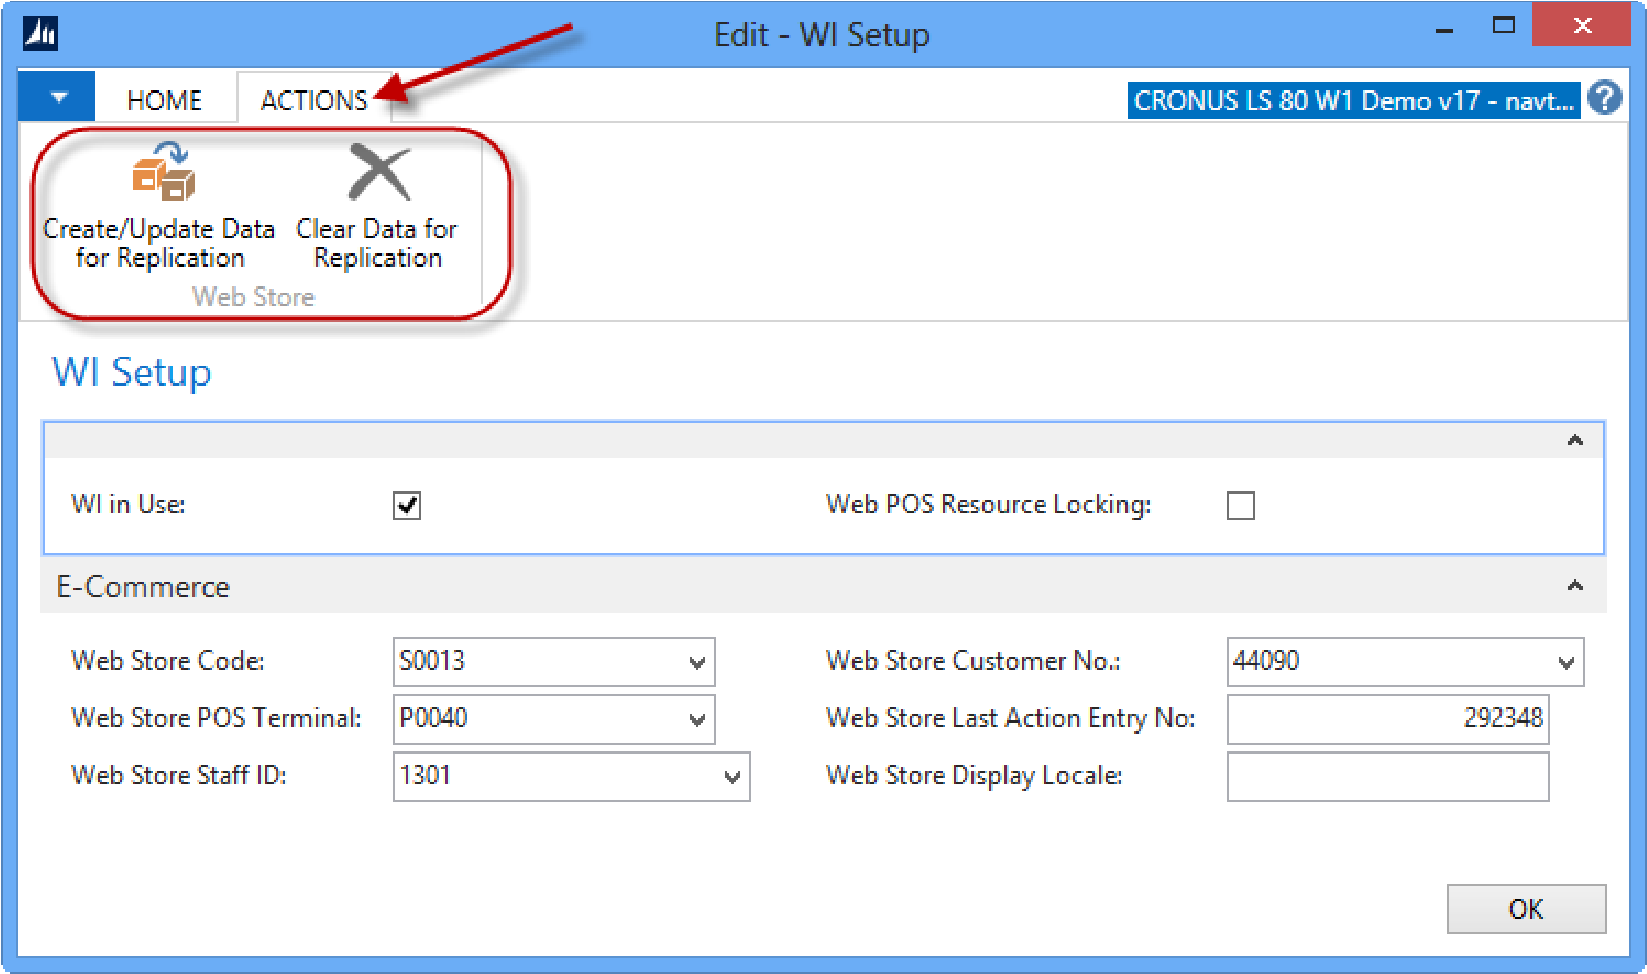 Edit - WI Setup
HOME
ACTIONS
CRONUS LS 80 W1 Demo v17 - navt...
?
Create/Update Data
for Replication
Clear Data for
Replication
Web Store
WI Setup
WI in Use:
Web POS Resource Locking:
E-Commerce
Web Store Code: S0013
Web Store Customer No.: 44090
Web Store POS Terminal: P0040
Web Store Last Action Entry No: 292348
Web Store Staff ID: 1301
Web Store Display Locale:
OK